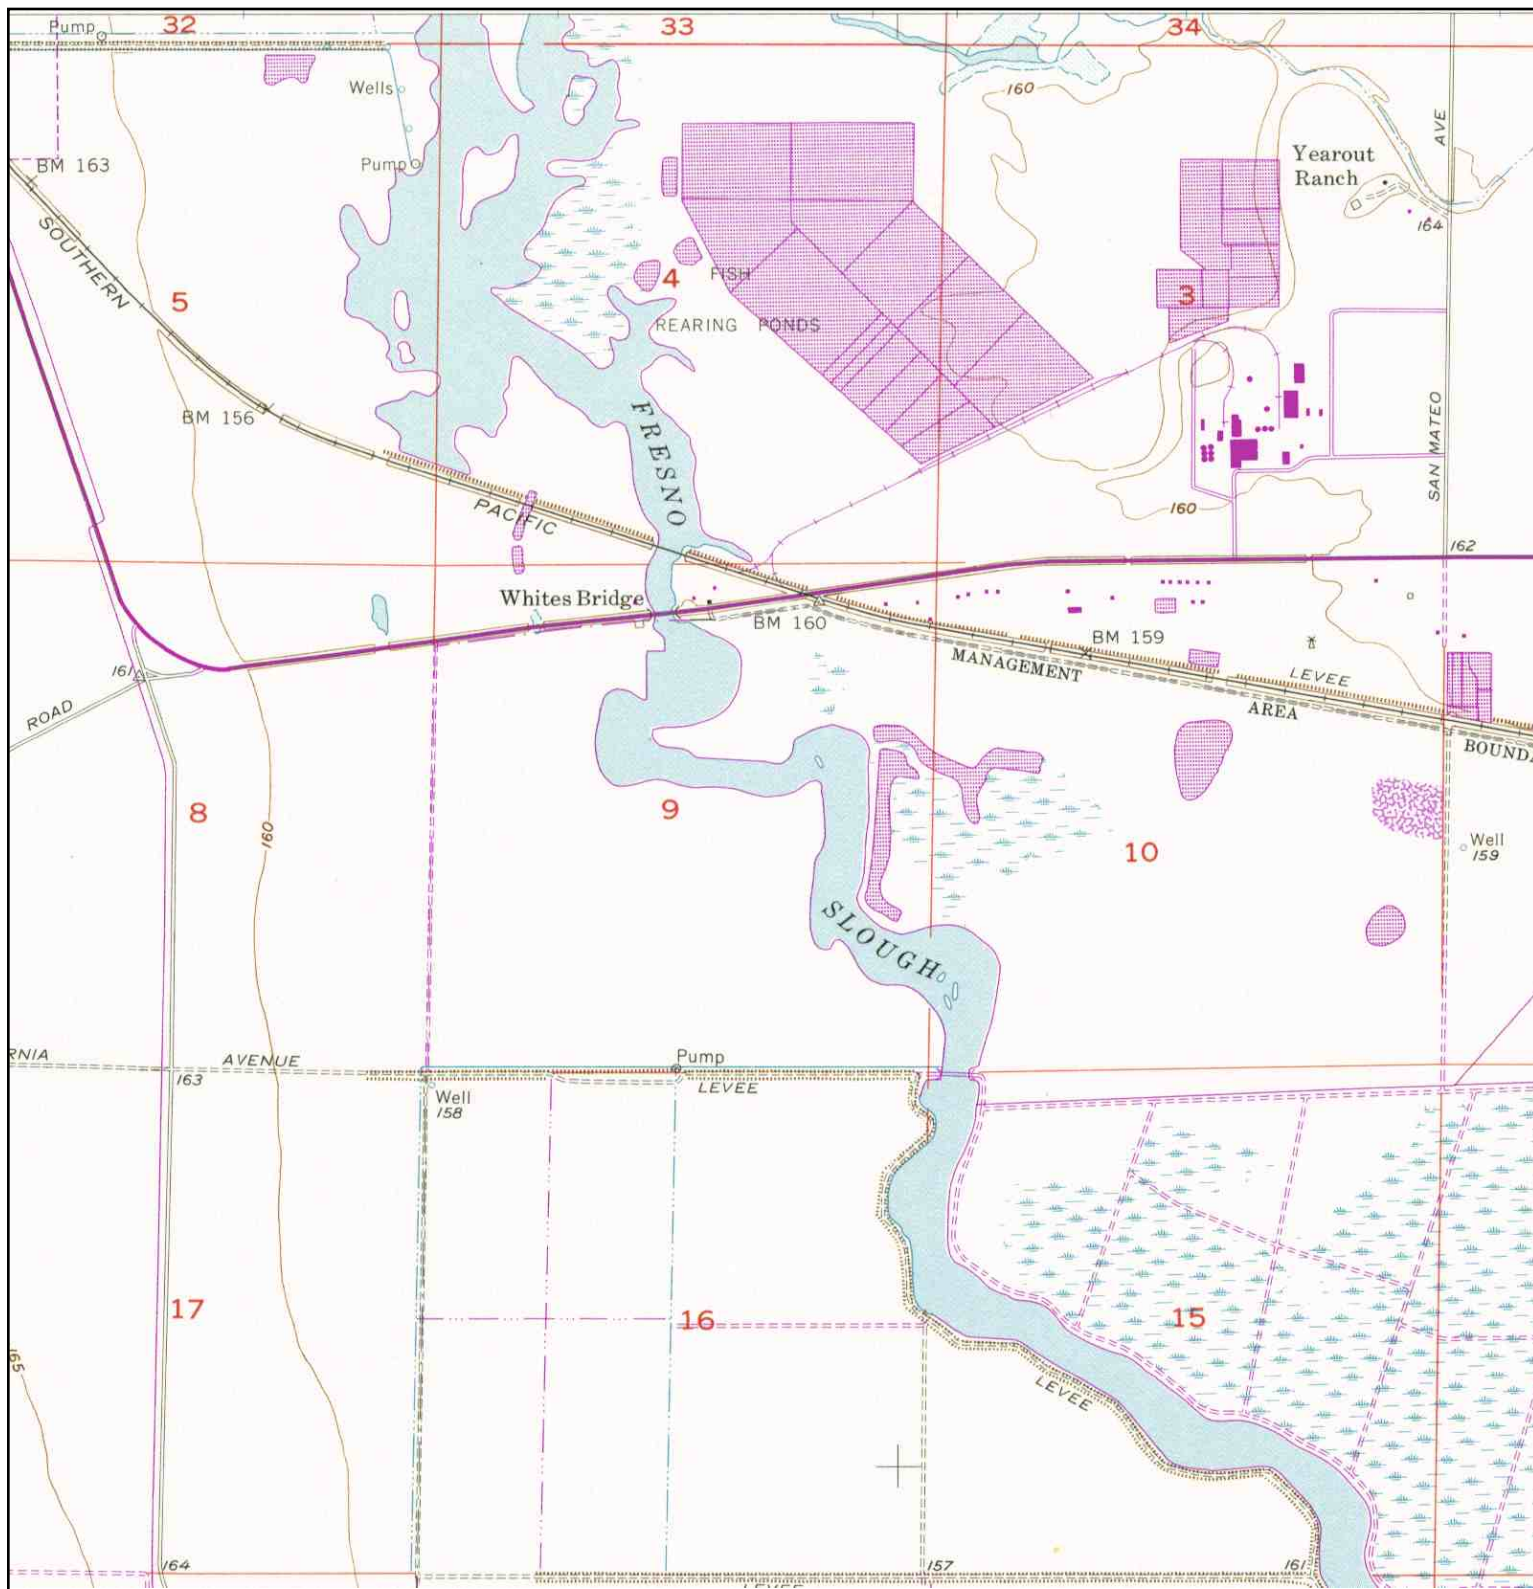 32
33
34
Pump
Wells
160
AVE
Yearout
Ranch
BM 163
Pump
164
SOUTHERN
5
4
FISH
3
REARING PONDS
BM 156
FRESNO
SAN MATEO
PACIFIC
160
162
Whites Bridge
BM 160
BM 159
161
MANAGEMENT
LEVEE
ROAD
AREA
BOUNDA
8
9
160
10
Well
159
SLOUGH
RNIA
AVENUE
Pump
163
LEVEE
Well
158
17
16
15
165
LEVEE
164
157
161
LEVEE